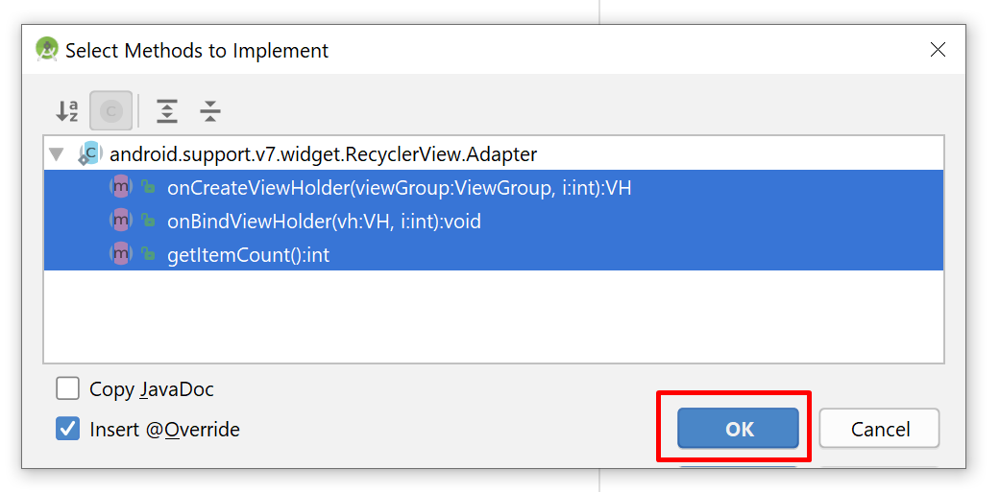 Select Methods to Implement
android.support.v7.widget.RecyclerView.Adapter
onCreateViewHolder(viewGroup:ViewGroup, i:int):VH
onBindViewHolder(vh:VH, i:int):void
getItemCount():int
Copy JavaDoc
Insert @Override
OK
Cancel